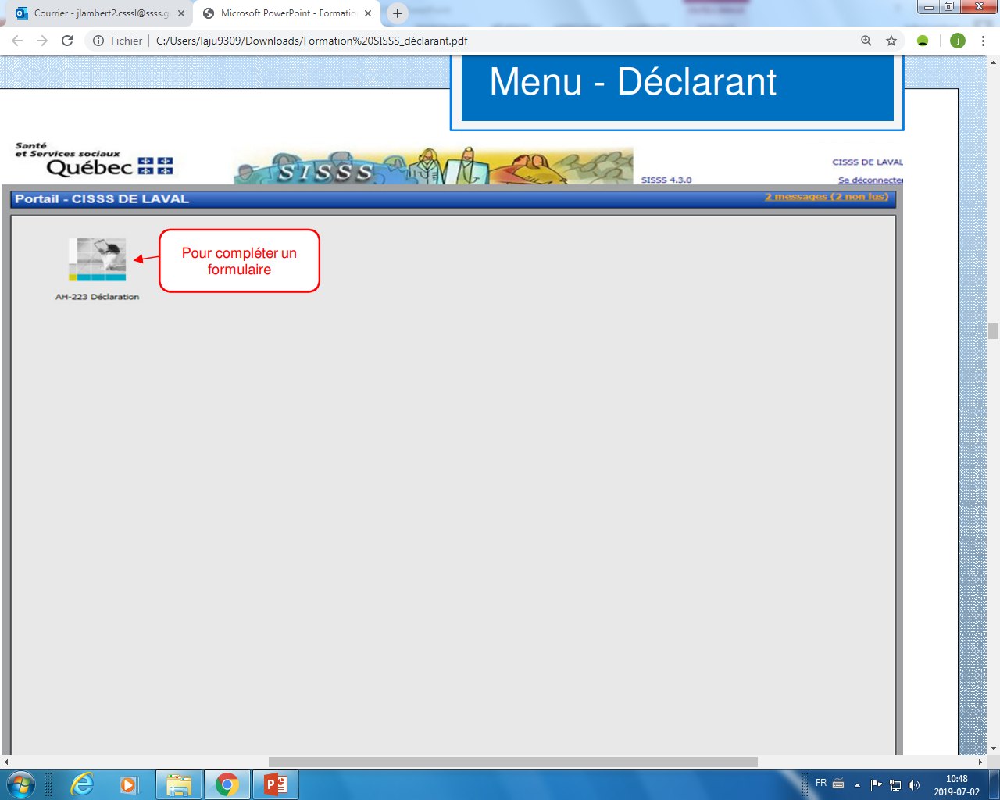 Courrier - jlambert2.csssl@ssss.g
Microsoft PowerPoint - Formatio
Fichier
C:/Users/laju9309/Downloads/Formation%20SISSS_déclarant.pdf
j
Menu - Déclarant
Santé
et Services sociaux
Québec
SISSS
SISSS 4.3.0
CISSS DE LAVAL
Se déconnecter
Portail - CISSS DE LAVAL
2 messages (2 non lus)
Pour compléter un
formulaire
AH-223 Déclaration
FR
10:48
2019-07-02